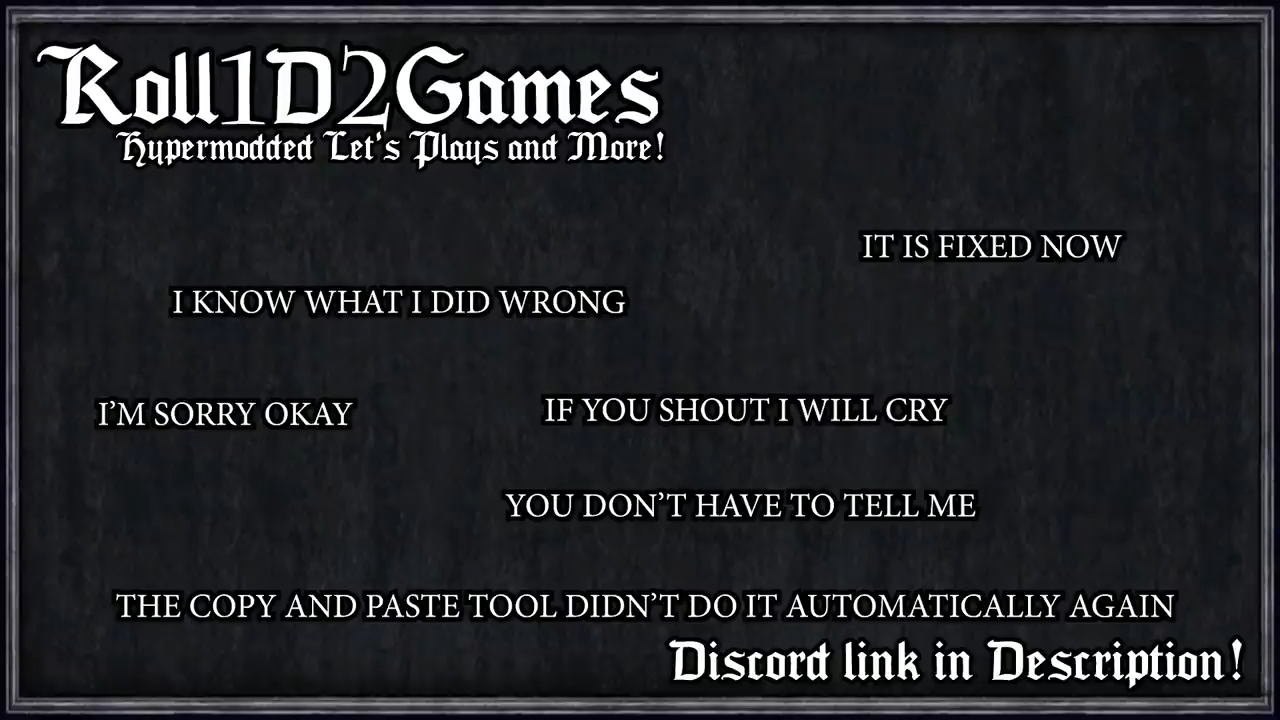 Roll1D2Games
Hypermodded Let's Plays and More!
IT IS FIXED NOW
I KNOW WHAT I DID WRONG
I'M SORRY OKAY
IF YOU SHOUT I WILL CRY
YOU DON'T HAVE TO TELL ME
THE COPY AND PASTE TOOL DIDN'T DO IT AUTOMATICALLY AGAIN
Discord link in Description!